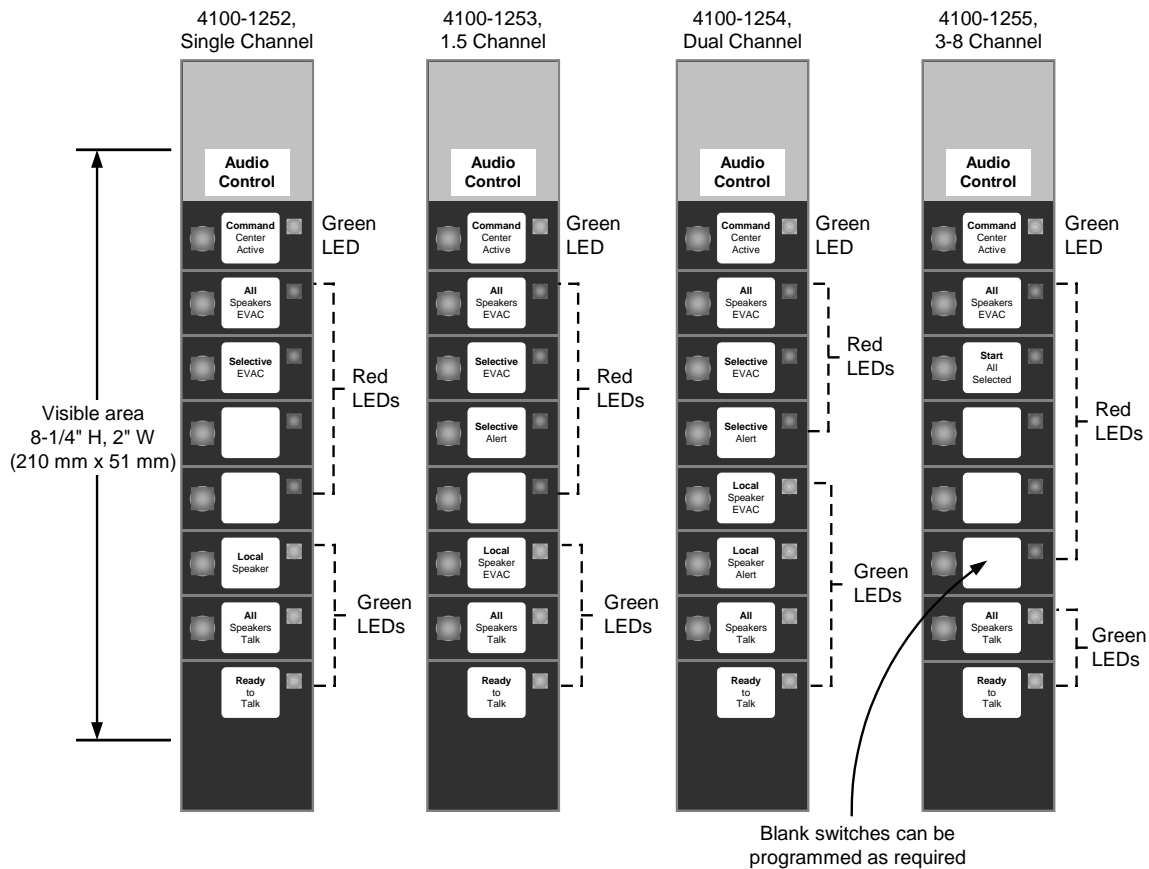 4100-1252,
Single Channel
4100-1253,
1.5 Channel
4100-1254,
Dual Channel
4100-1255,
3-8 Channel
Visible area
8-1/4" H, 2" W
(210 mm x 51 mm)
Audio
Control
Command
Center
Active
All
Speakers
EVAC
Selective
EVAC
Local
Speaker
All
Speakers
Talk
Ready
to
Talk
Green
LED
Red
LEDs
Green
LEDs
Audio
Control
Command
Center
Active
All
Speakers
EVAC
Selective
EVAC
Selective
Alert
Local
Speaker
EVAC
All
Speakers
Talk
Ready
to
Talk
Green
LED
Red
LEDs
Green
LEDs
Audio
Control
Command
Center
Active
All
Speakers
EVAC
Selective
EVAC
Selective
Alert
Local
Speaker
EVAC
Local
Speaker
Alert
All
Speakers
Talk
Ready
to
Talk
Green
LED
Red
LEDs
Green
LEDs
Audio
Control
Command
Center
Active
All
Speakers
EVAC
Start
All
Selected
All
Speakers
Talk
Ready
to
Talk
Green
LED
Red
LEDs
Green
LEDs
Blank switches can be
programmed as required